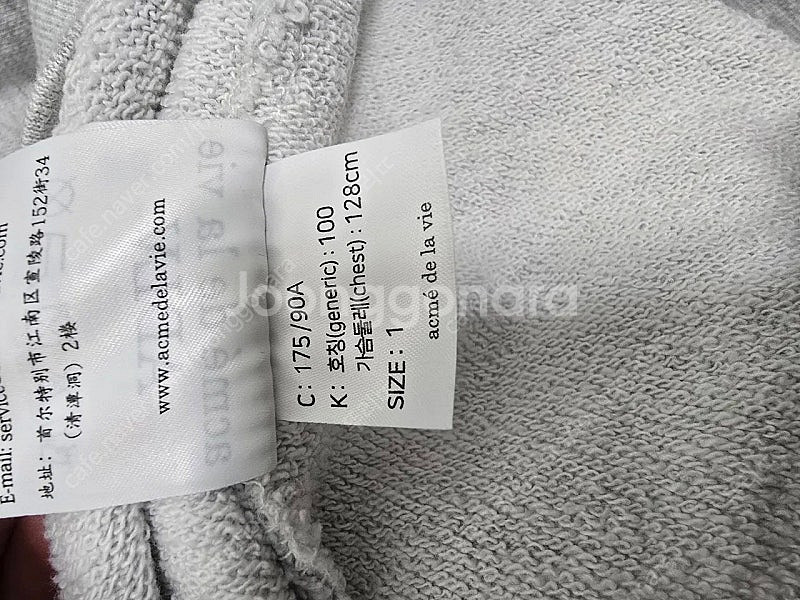 E-mail: service
地址: 首尔特别市江南区宣陵路152街34
(清潭洞) 2楼
www.acmedelavie.com
C : 175/90A
K : 호칭(generic) : 100
가슴둘레(chest) : 128cm
SIZE : 1
acmé de la vie
Joonggonara